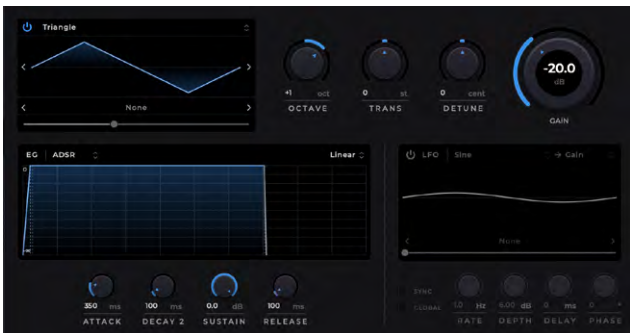 Triangle
None
+1 oct
OCTAVE
0 st
TRANS
0 cent
DETUNE
-20.0
dB
GAIN
EG ADSR Linear
0
350 ms
ATTACK
100 ms
DECAY 2
0.0 dB
SUSTAIN
100 ms
RELEASE
LFO Sine → Gain
None
SYNC
GLOBAL
1.0 Hz
RATE
6.00 dB
DEPTH
0 ms
DELAY
0 °
PHASE